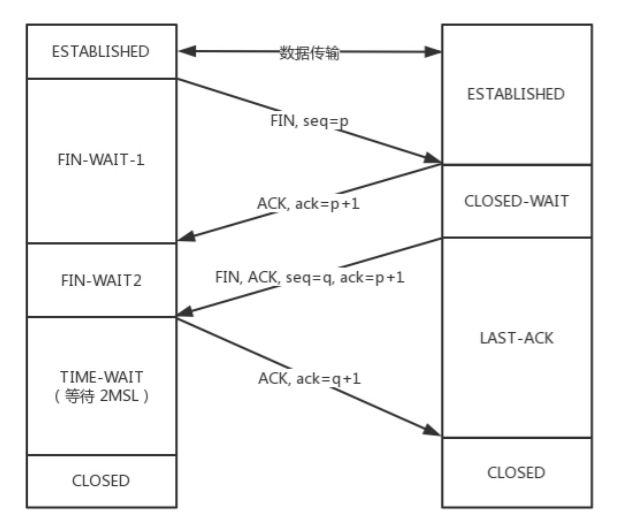 ESTABLISHED
数据传输
ESTABLISHED
FIN, seq=p
FIN-WAIT-1
ACK, ack=p+1
CLOSED-WAIT
FIN-WAIT2
FIN, ACK, seq=q, ack=p+1
LAST-ACK
TIME-WAIT
(等待 2MSL)
ACK, ack=q+1
CLOSED
CLOSED